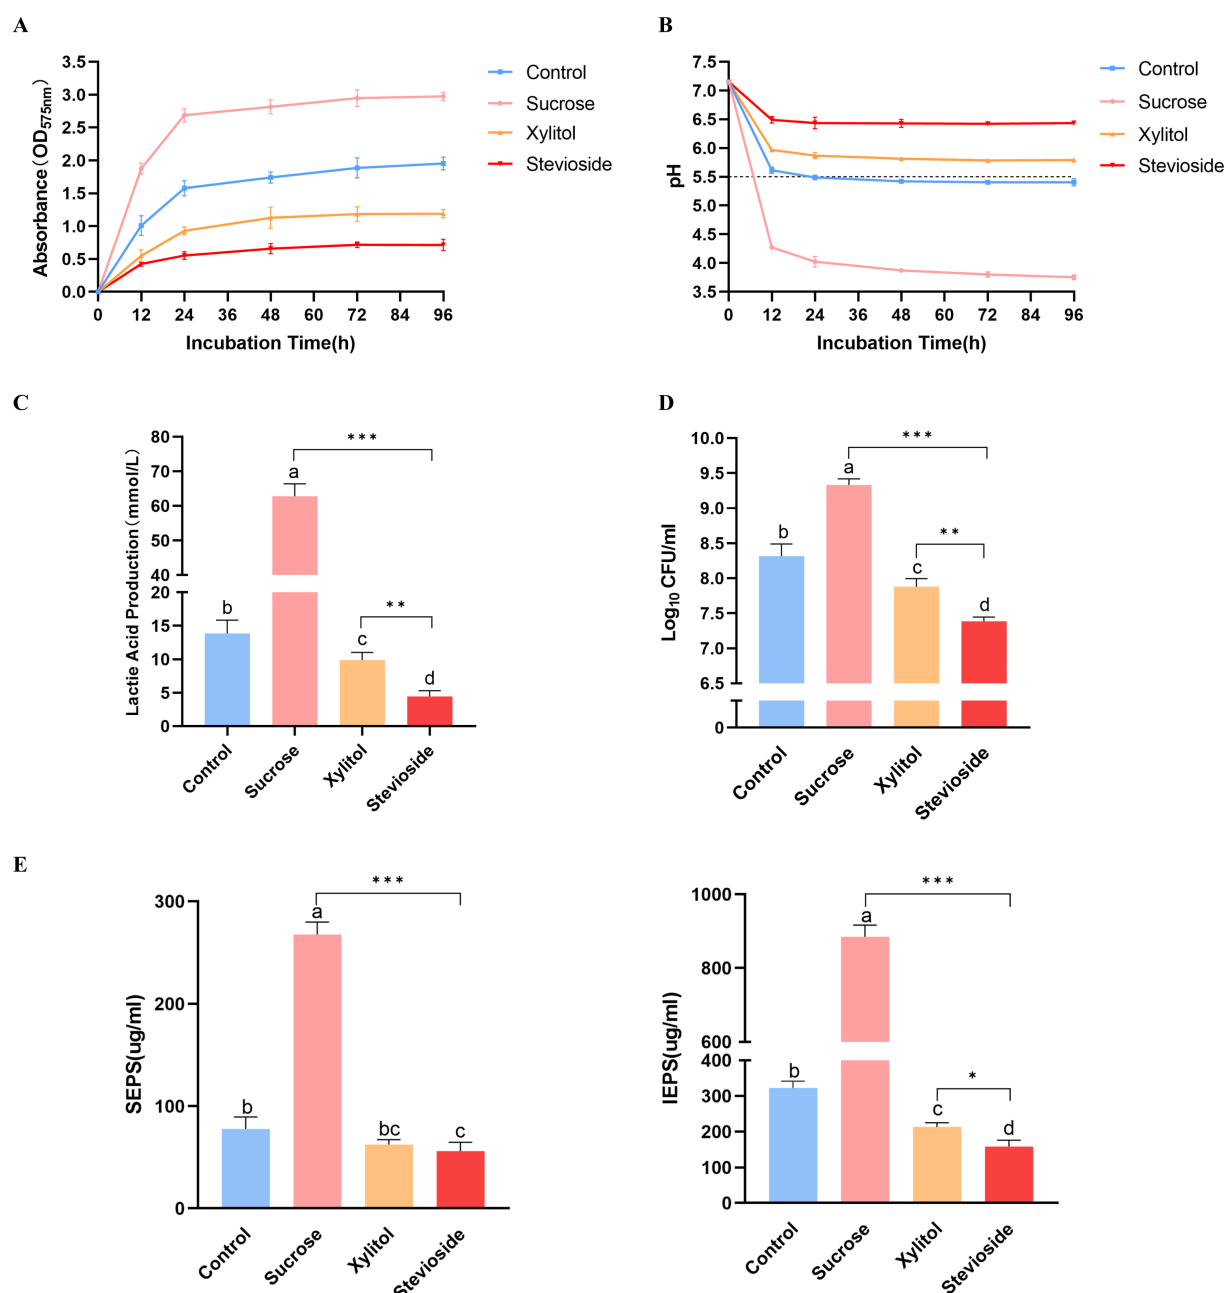 A
B
Absorbance(OD575nm)
3.5
3.0
2.5
2.0
1.5
1.0
0.5
0.0
0 12 24 36 48 60 72 84 96
Incubation Time(h)
Control
Sucrose
Xylitol
Stevioside
pH
7.5
7.0
6.5
6.0
5.5
5.0
4.5
4.0
3.5
0 12 24 36 48 60 72 84 96
Incubation Time(h)
Control
Sucrose
Xylitol
Stevioside
C
D
Lactie Acid Production(mmol/L)
80
70
60
50
40
20
15
10
5
0
***
a
b
**
c
d
Control
Sucrose
Xylitol
Stevioside
Log10 CFU/ml
10.0
9.5
9.0
8.5
8.0
7.5
7.0
6.5
0
***
a
b
**
c
d
Control
Sucrose
Xylitol
Stevioside
E
SEPS(ug/ml)
300
200
100
0
***
a
b
bc
c
Control
Sucrose
Xylitol
Stevioside
IEPS(ug/ml)
1000
800
600
400
300
200
100
0
***
a
b
*
c
d
Control
Sucrose
Xylitol
Stevioside